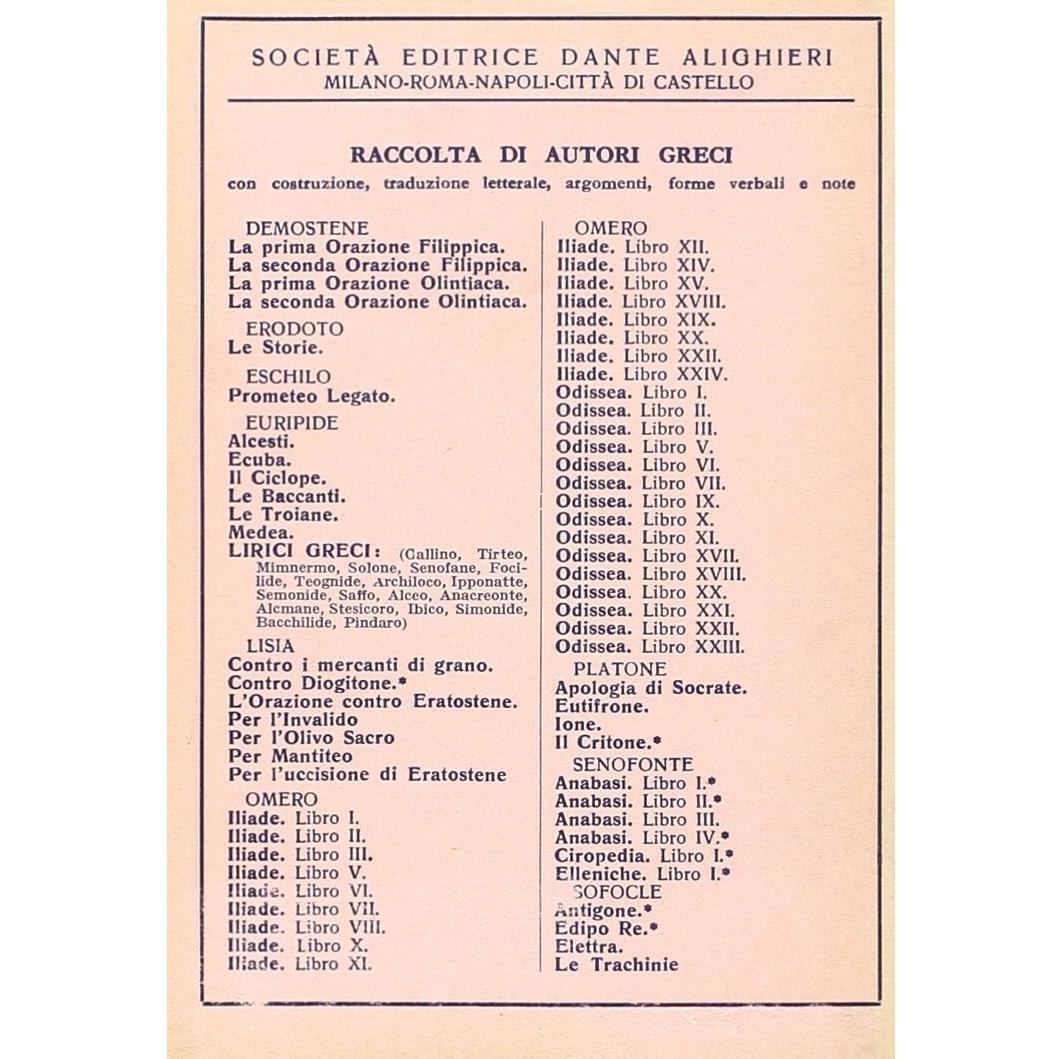 SOCIETÀ EDITRICE DANTE ALIGHIERI
MILANO-ROMA-NAPOLI-CITTÀ DI CASTELLO
RACCOLTA DI AUTORI GRECI
con costruzione, traduzione letterale, argomenti, forme verbali e note
DEMOSTENE
La prima Orazione Filippica.
La seconda Orazione Filippica.
La prima Orazione Olintiaca.
La seconda Orazione Olintiaca.
ERODOTO
Le Storie.
ESCHILO
Prometeo Legato.
EURIPIDE
Alcesti.
Ecuba.
Il Ciclope.
Le Baccanti.
Le Troiane.
Medea.
LIRICI GRECI: (Callino, Tirteo,
Mimnermo, Solone, Senofane, Foci-
lide, Teognide, Archiloco, Ipponatte,
Semonide, Saffo, Alceo, Anacreonte,
Alcmane, Stesicoro, Ibico, Simonide,
Bacchilide, Pindaro)
LISIA
Contro i mercanti di grano.
Contro Diogitone.*
L'Orazione contro Eratostene.
Per l'Invalido
Per l'Olivo Sacro
Per Mantiteo
Per l'uccisione di Eratostene
OMERO
Iliade. Libro I.
Iliade. Libro II.
Iliade. Libro III.
Iliade. Libro V.
Iliade. Libro VI.
Iliade. Libro VII.
Iliade. Libro VIII.
Iliade. Libro X.
Iliade. Libro XI.
OMERO
Iliade. Libro XII.
Iliade. Libro XIV.
Iliade. Libro XV.
Iliade. Libro XVIII.
Iliade. Libro XIX.
Iliade. Libro XX.
Iliade. Libro XXII.
Iliade. Libro XXIV.
Odissea. Libro I.
Odissea. Libro II.
Odissea. Libro III.
Odissea. Libro V.
Odissea. Libro VI.
Odissea. Libro VII.
Odissea. Libro IX.
Odissea. Libro X.
Odissea. Libro XI.
Odissea. Libro XVII.
Odissea. Libro XVIII.
Odissea. Libro XX.
Odissea. Libro XXI.
Odissea. Libro XXII.
Odissea. Libro XXIII.
PLATONE
Apologia di Socrate.
Eutifrone.
Ione.
Il Critone.*
SENOFONTE
Anabasi. Libro I.*
Anabasi. Libro II.*
Anabasi. Libro III.
Anabasi. Libro IV.*
Ciropedia. Libro I.*
Elleniche. Libro I.*
SOFOCLE
Antigone.*
Edipo Re.*
Elettra.
Le Trachinie